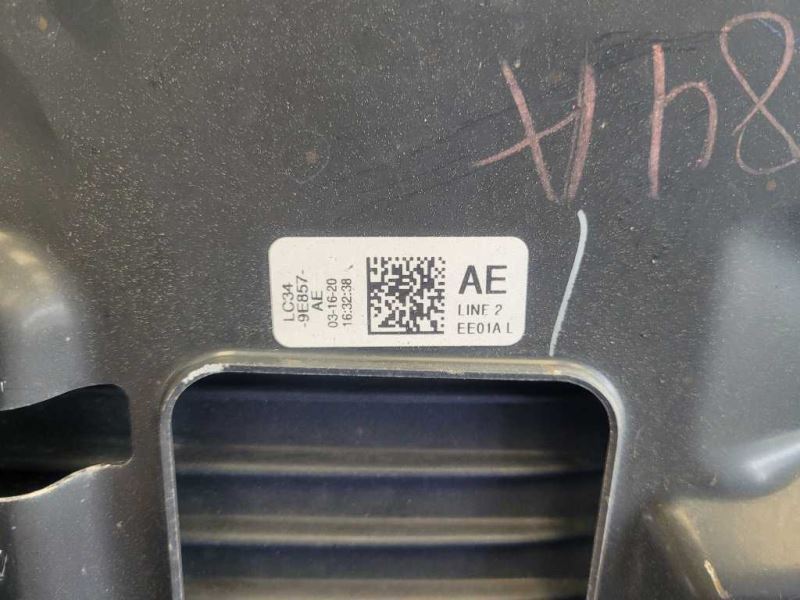 84A
LC34
-9E857-
AE
03-16-20
16:32:38
AE
LINE 2
EE01A L